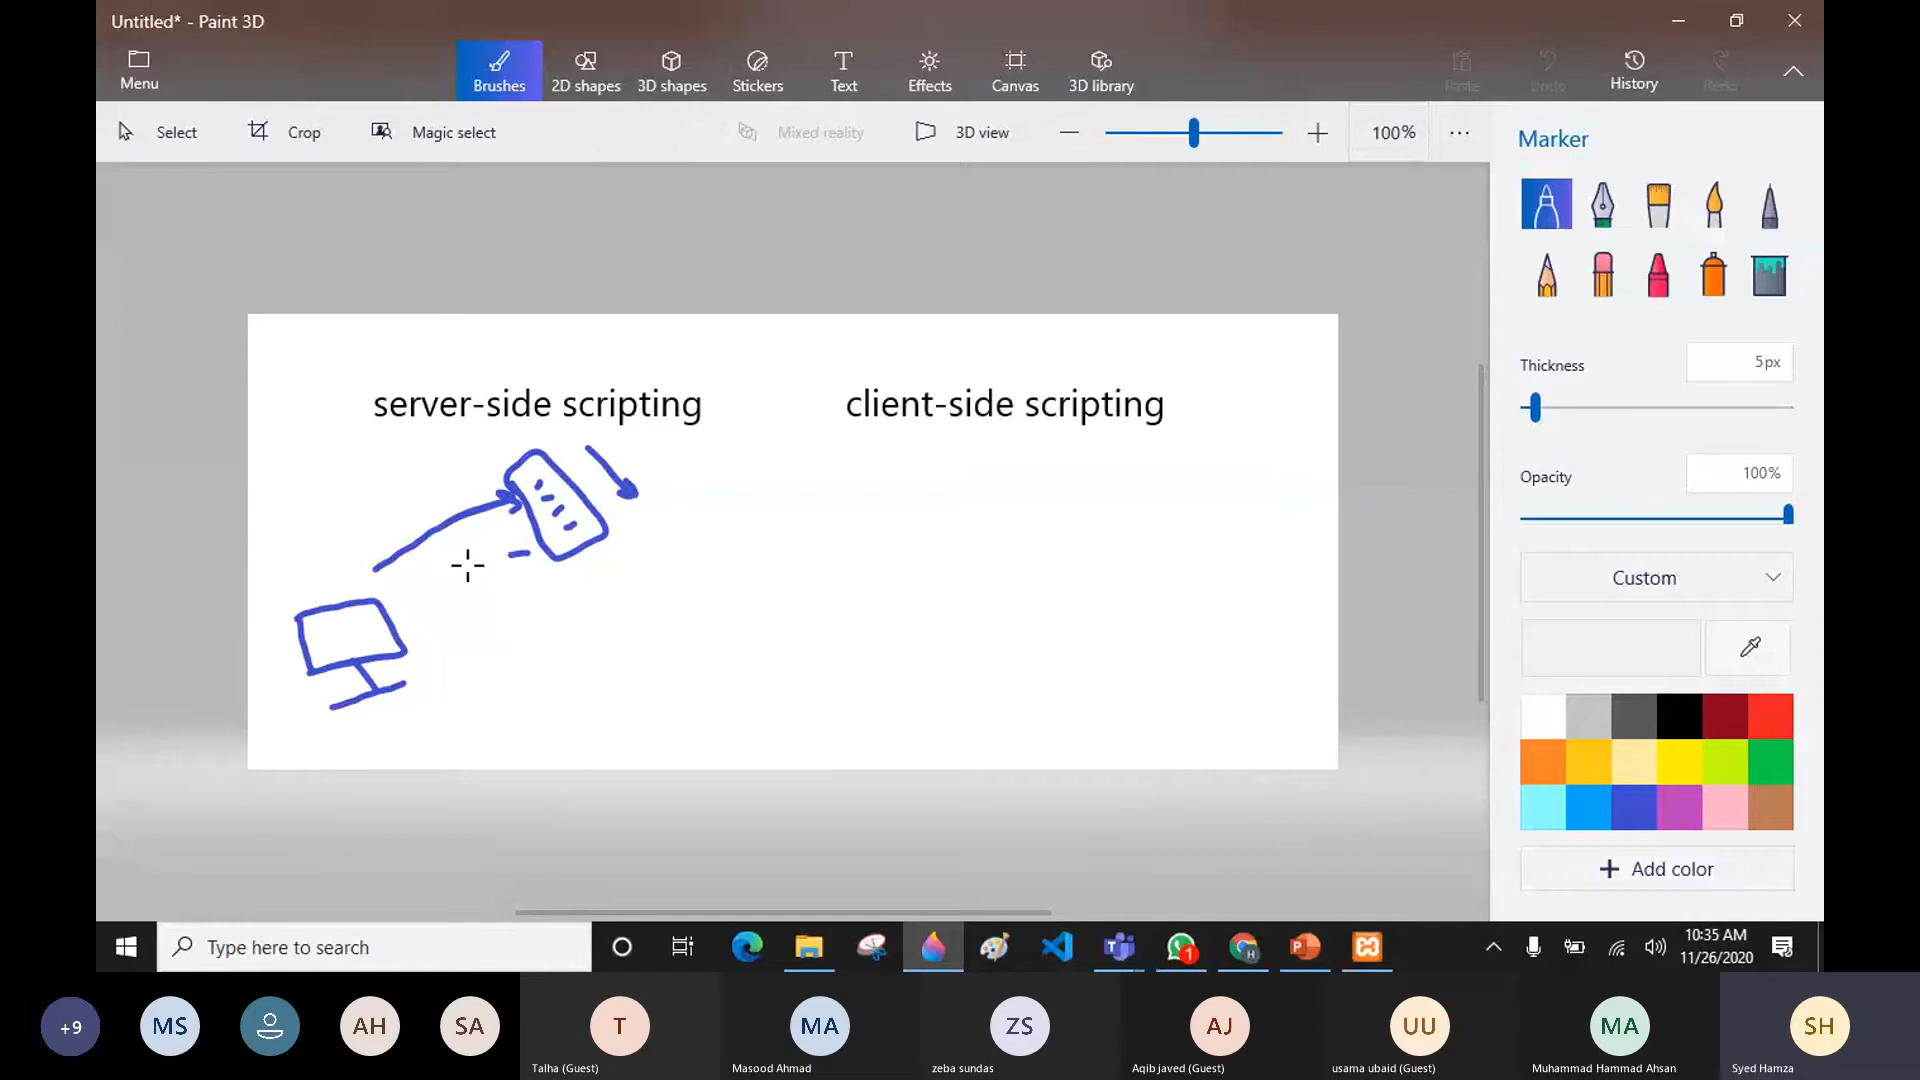 Untitled* - Paint 3D
Menu
Brushes
2D shapes
3D shapes
Stickers
Text
Effects
Canvas
3D library
Paste
Undo
History
Redo
Select
Crop
Magic select
Mixed reality
3D view
100%
Marker
Thickness
5px
Opacity
100%
Custom
Add color
server-side scripting
client-side scripting
Type here to search
1
H
10:35 AM
11/26/2020
+9
MS
AH
SA
T
MA
ZS
AJ
UU
MA
SH
Talha (Guest)
Masood Ahmad
zeba sundas
Aqib javed (Guest)
usama ubaid (Guest)
Muhammad Hammad Ahsan
Syed Hamza